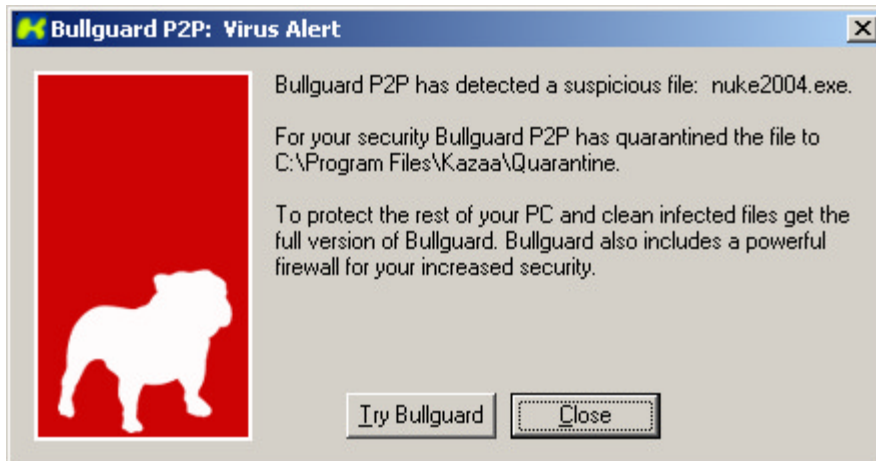 Bullguard P2P: Virus Alert
Bullguard P2P has detected a suspicious file: nuke2004.exe.
For your security Bullguard P2P has quarantined the file to
C:\Program Files\Kazaa\Quarantine.
To protect the rest of your PC and clean infected files get the
full version of Bullguard. Bullguard also includes a powerful
firewall for your increased security.
Try Bullguard
Close